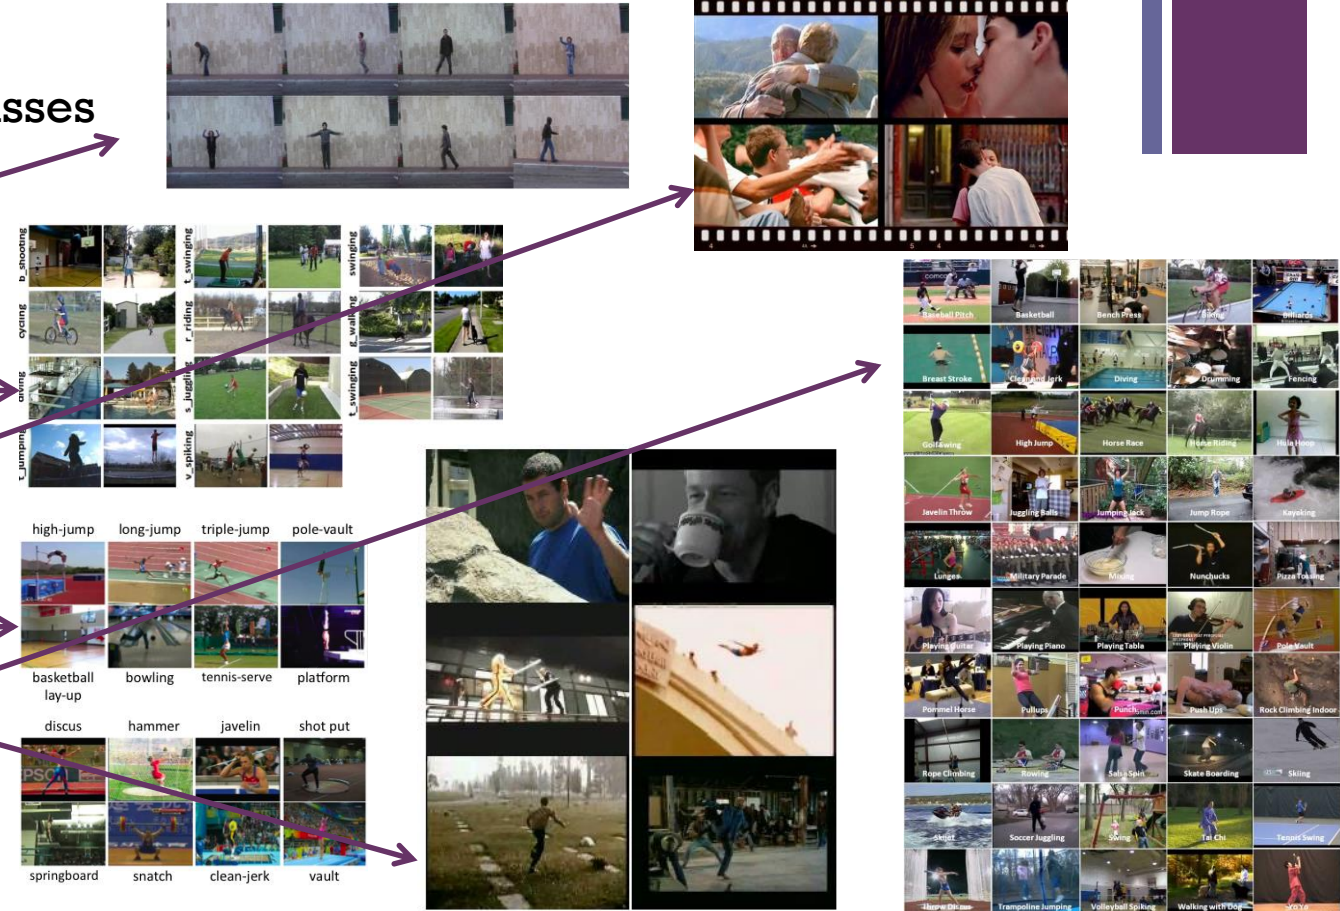 sses
b_shooting
t_swinging
swinging
cycling
r_riding
g_walking
diving
s_juggling
t_swinging
t_jumping
v_spiking
high-jump long-jump triple-jump pole-vault
basketball lay-up bowling tennis-serve platform
discus hammer javelin shot put
springboard snatch clean-jerk vault
Baseball Pitch Basketball Bench Press Biking Billiards
Breast Stroke Clean and Jerk Diving Drumming Fencing
Golf Swing High Jump Horse Race Horse Riding Hula Hoop
Javelin Throw Juggling Balls Jumping Jack Jump Rope Kayaking
Lunges Military Parade Mixing Nunchucks Pizza Tossing
Playing Guitar Playing Piano Playing Tabla Playing Violin Pole Vault
Pommel Horse Pullups Punch Push Ups Rock Climbing Indoor
Rope Climbing Rowing Salsa Spin Skate Boarding Skiing
Skijet Soccer Juggling Swing Tai Chi Tennis Swing
Throw Discus Trampoline Jumping Volleyball Spiking Walking with Dog Yo Yo